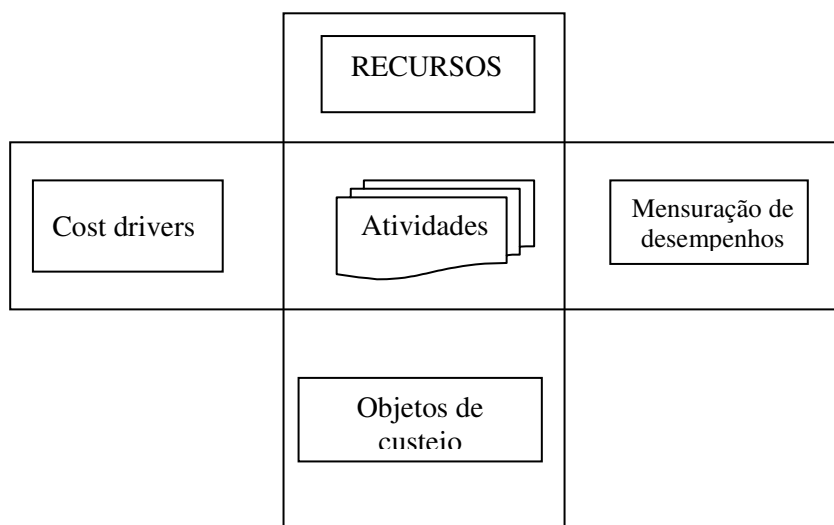 RECURSOS
Cost drivers
Atividades
Mensuração de
desempenhos
Objetos de
custeio